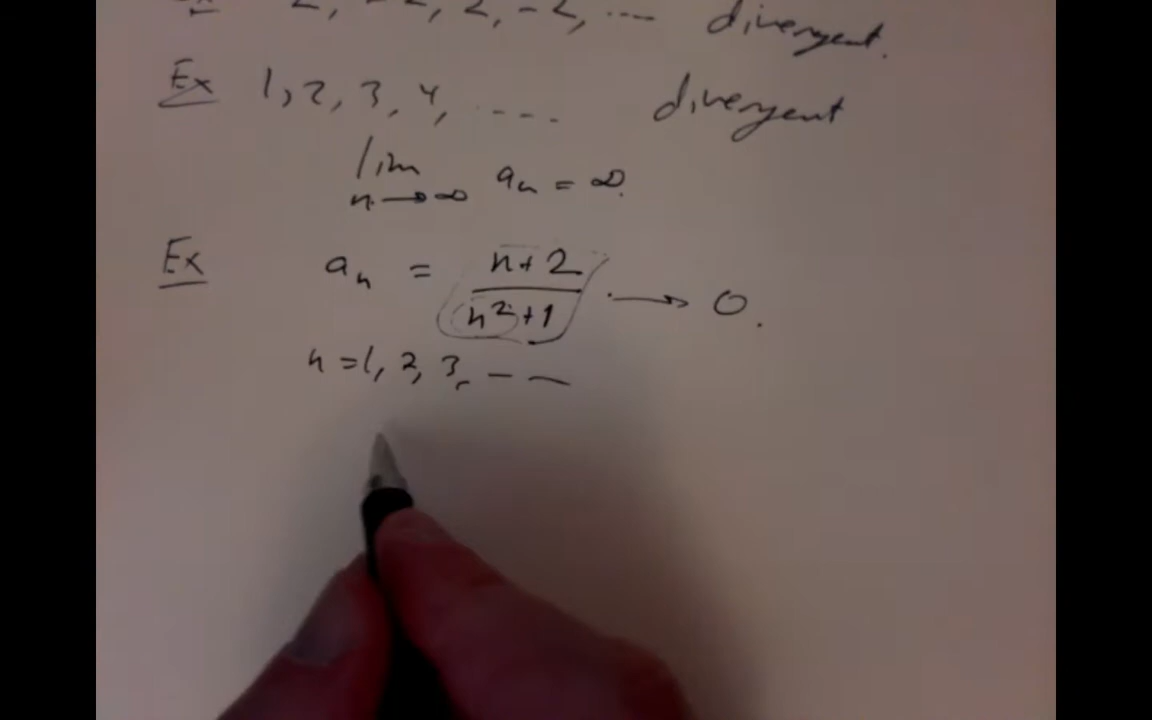 Ex 2, -2, 2, -2, .... divergent.
Ex 1, 2, 3, 4, .... divergent
lim n→∞ aₙ = ∞.
Ex aₙ = (n+2)/(n²+1) . → 0.
n = 1, 2, 3, — —